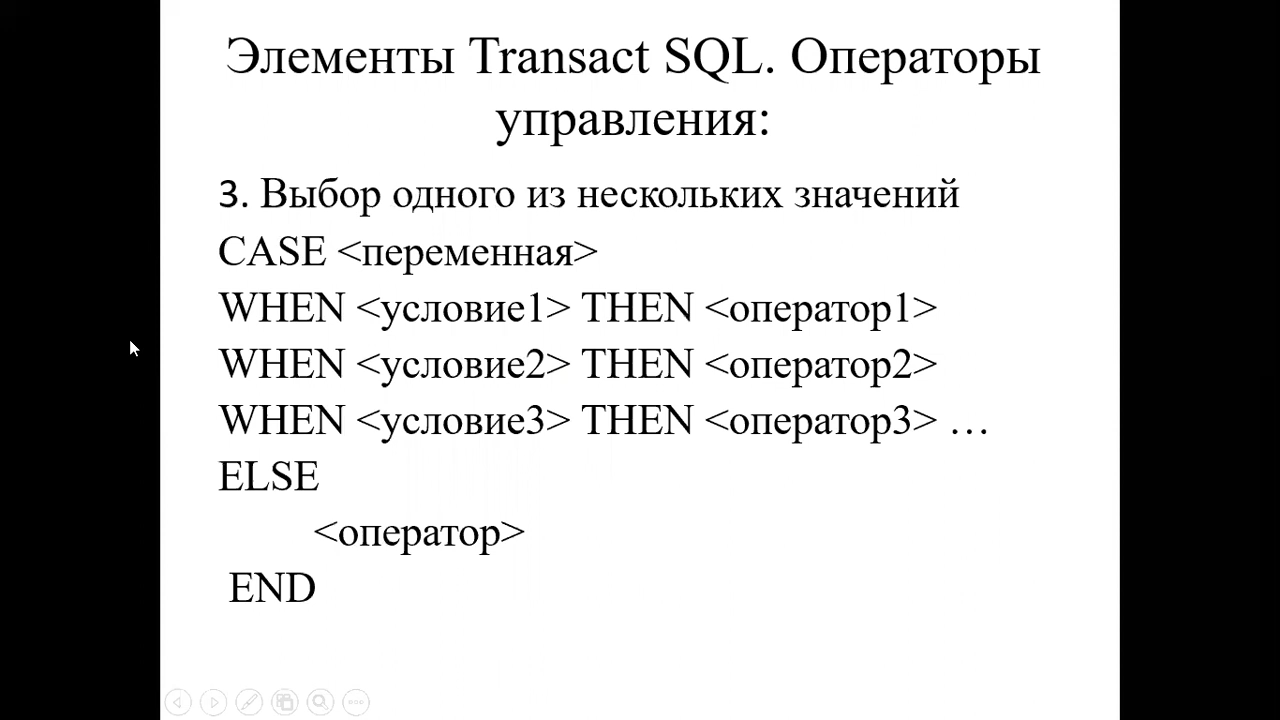 Элементы Transact SQL. Операторы
управления:
3. Выбор одного из нескольких значений
CASE <переменная>
WHEN <условие1> THEN <оператор1>
WHEN <условие2> THEN <оператор2>
WHEN <условие3> THEN <оператор3> …
ELSE
<оператор>
END